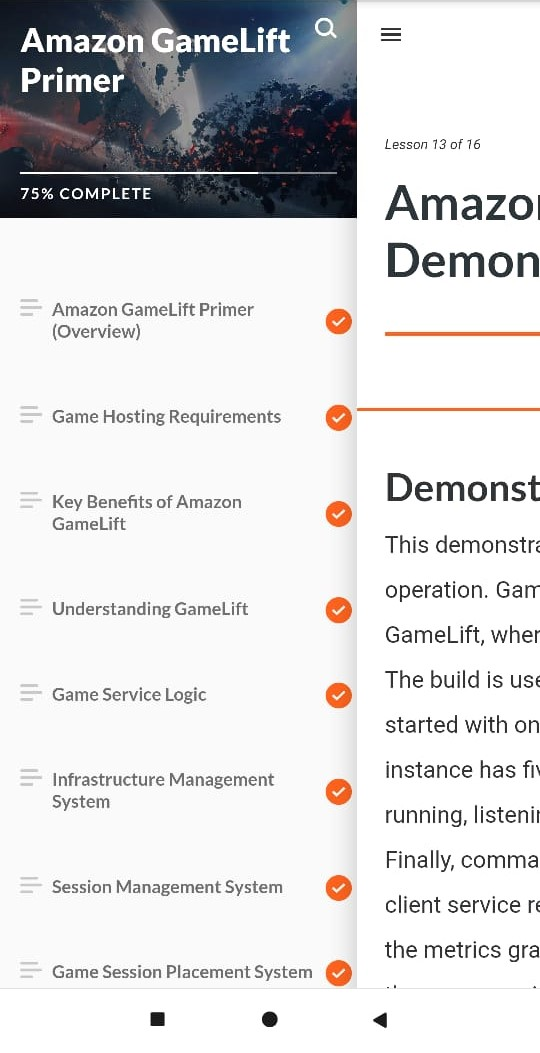 Amazon GameLift
Primer
75% COMPLETE
Amazon GameLift Primer
(Overview)
Game Hosting Requirements
Key Benefits of Amazon
GameLift
Understanding GameLift
Game Service Logic
Infrastructure Management
System
Session Management System
Game Session Placement System
Lesson 13 of 16
Amazo
Demon
Demonst
This demonstra
operation. Gam
GameLift, wher
The build is use
started with on
instance has fiv
running, listenin
Finally, comma
client service re
the metrics gra